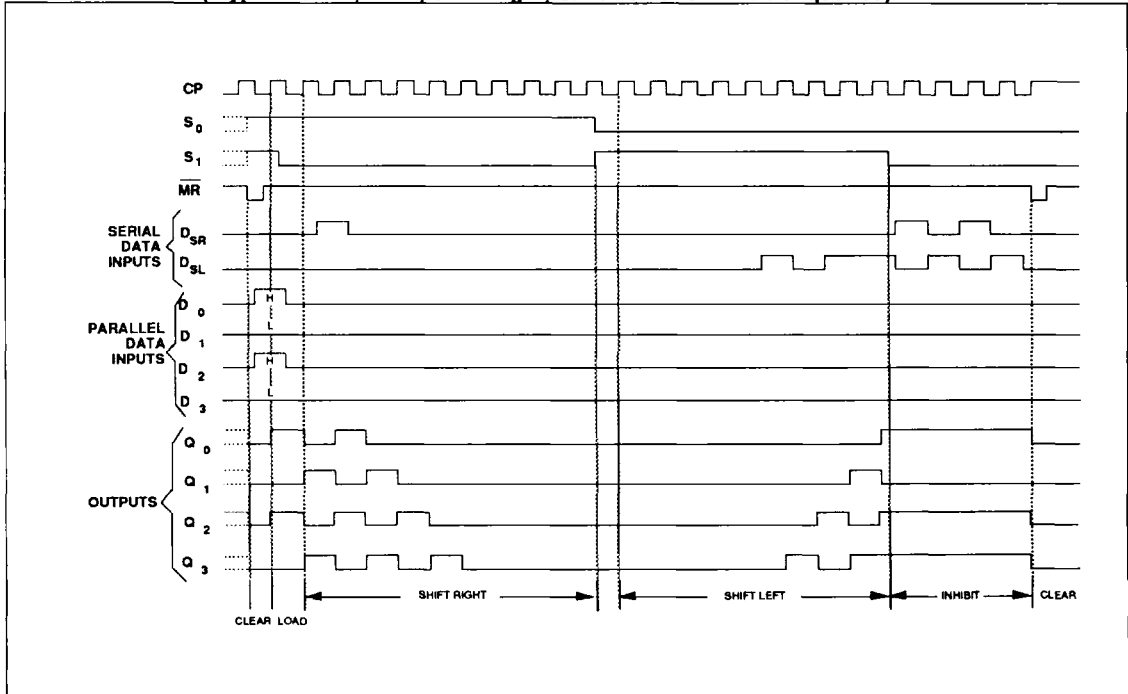 CP
S0
S1
MR
SERIAL DATA INPUTS
DSR
DSL
PARALLEL DATA INPUTS
D0
H
D1
L
D2
H
D3
L
OUTPUTS
Q0
Q1
Q2
Q3
SHIFT RIGHT
SHIFT LEFT
INHIBIT
CLEAR
CLEAR LOAD